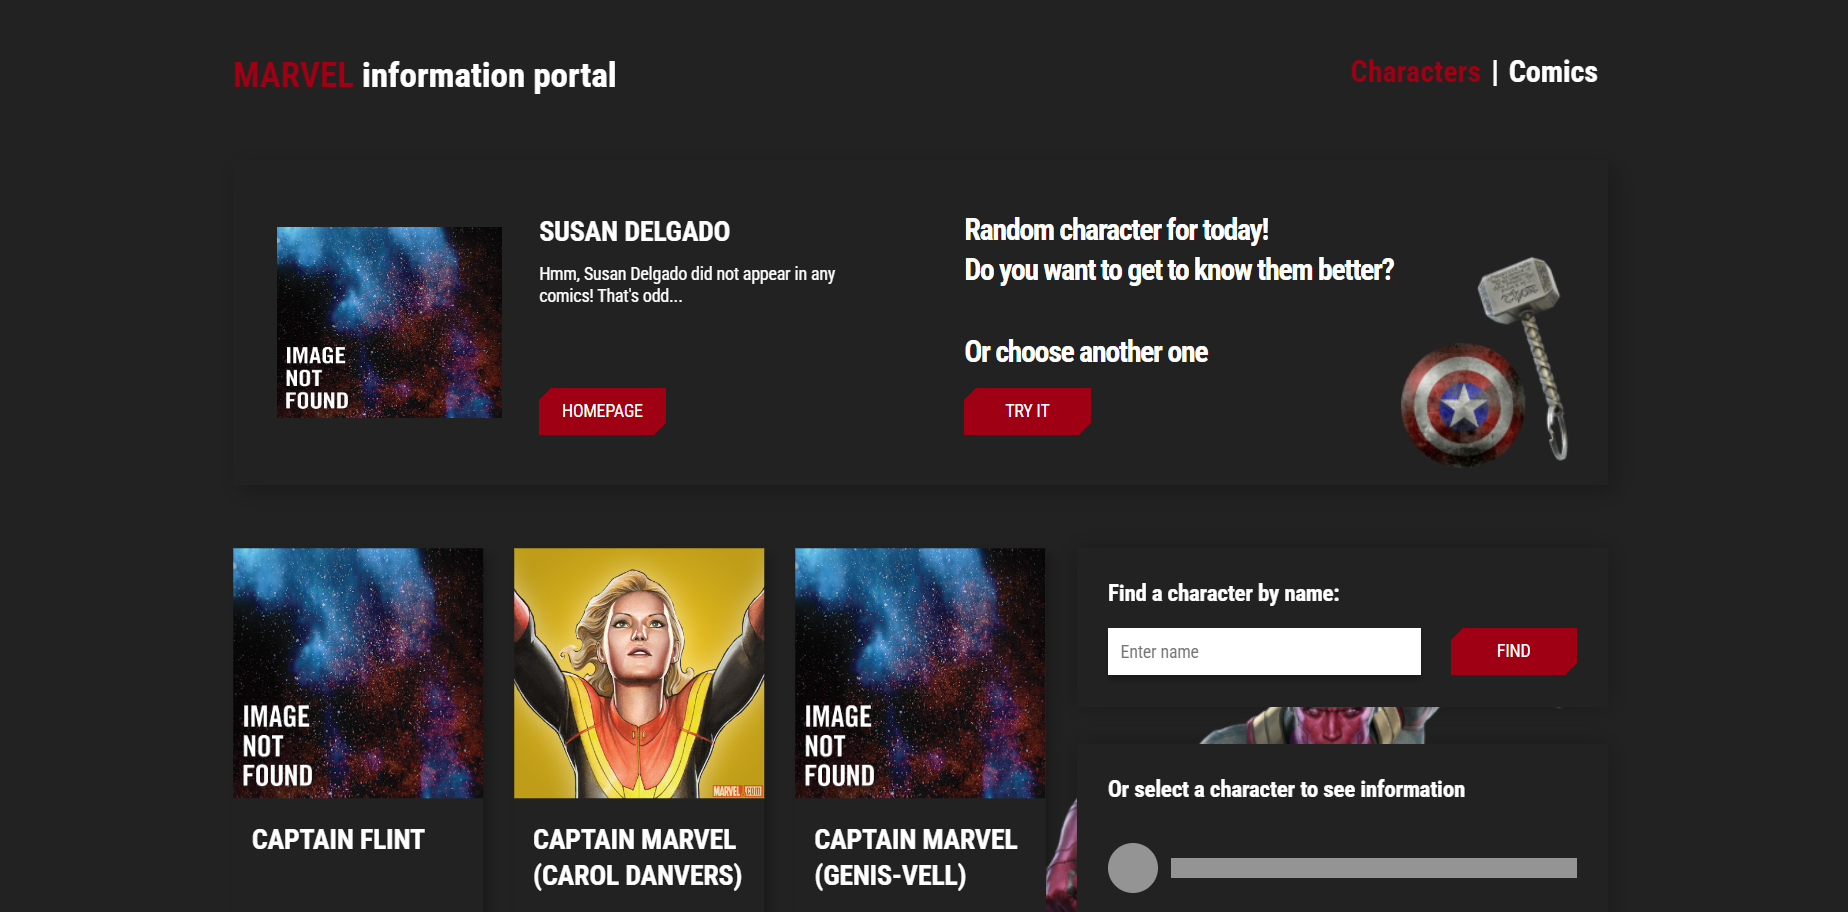 MARVEL information portal
Characters | Comics
SUSAN DELGADO
Hmm, Susan Delgado did not appear in any
comics! That's odd...
IMAGE
NOT
FOUND
HOMEPAGE
Random character for today!
Do you want to get to know them better?
Or choose another one
TRY IT
IMAGE
NOT
FOUND
CAPTAIN FLINT
MARVEL.COM
CAPTAIN MARVEL
(CAROL DANVERS)
IMAGE
NOT
FOUND
CAPTAIN MARVEL
(GENIS-VELL)
Find a character by name:
Enter name
FIND
Or select a character to see information